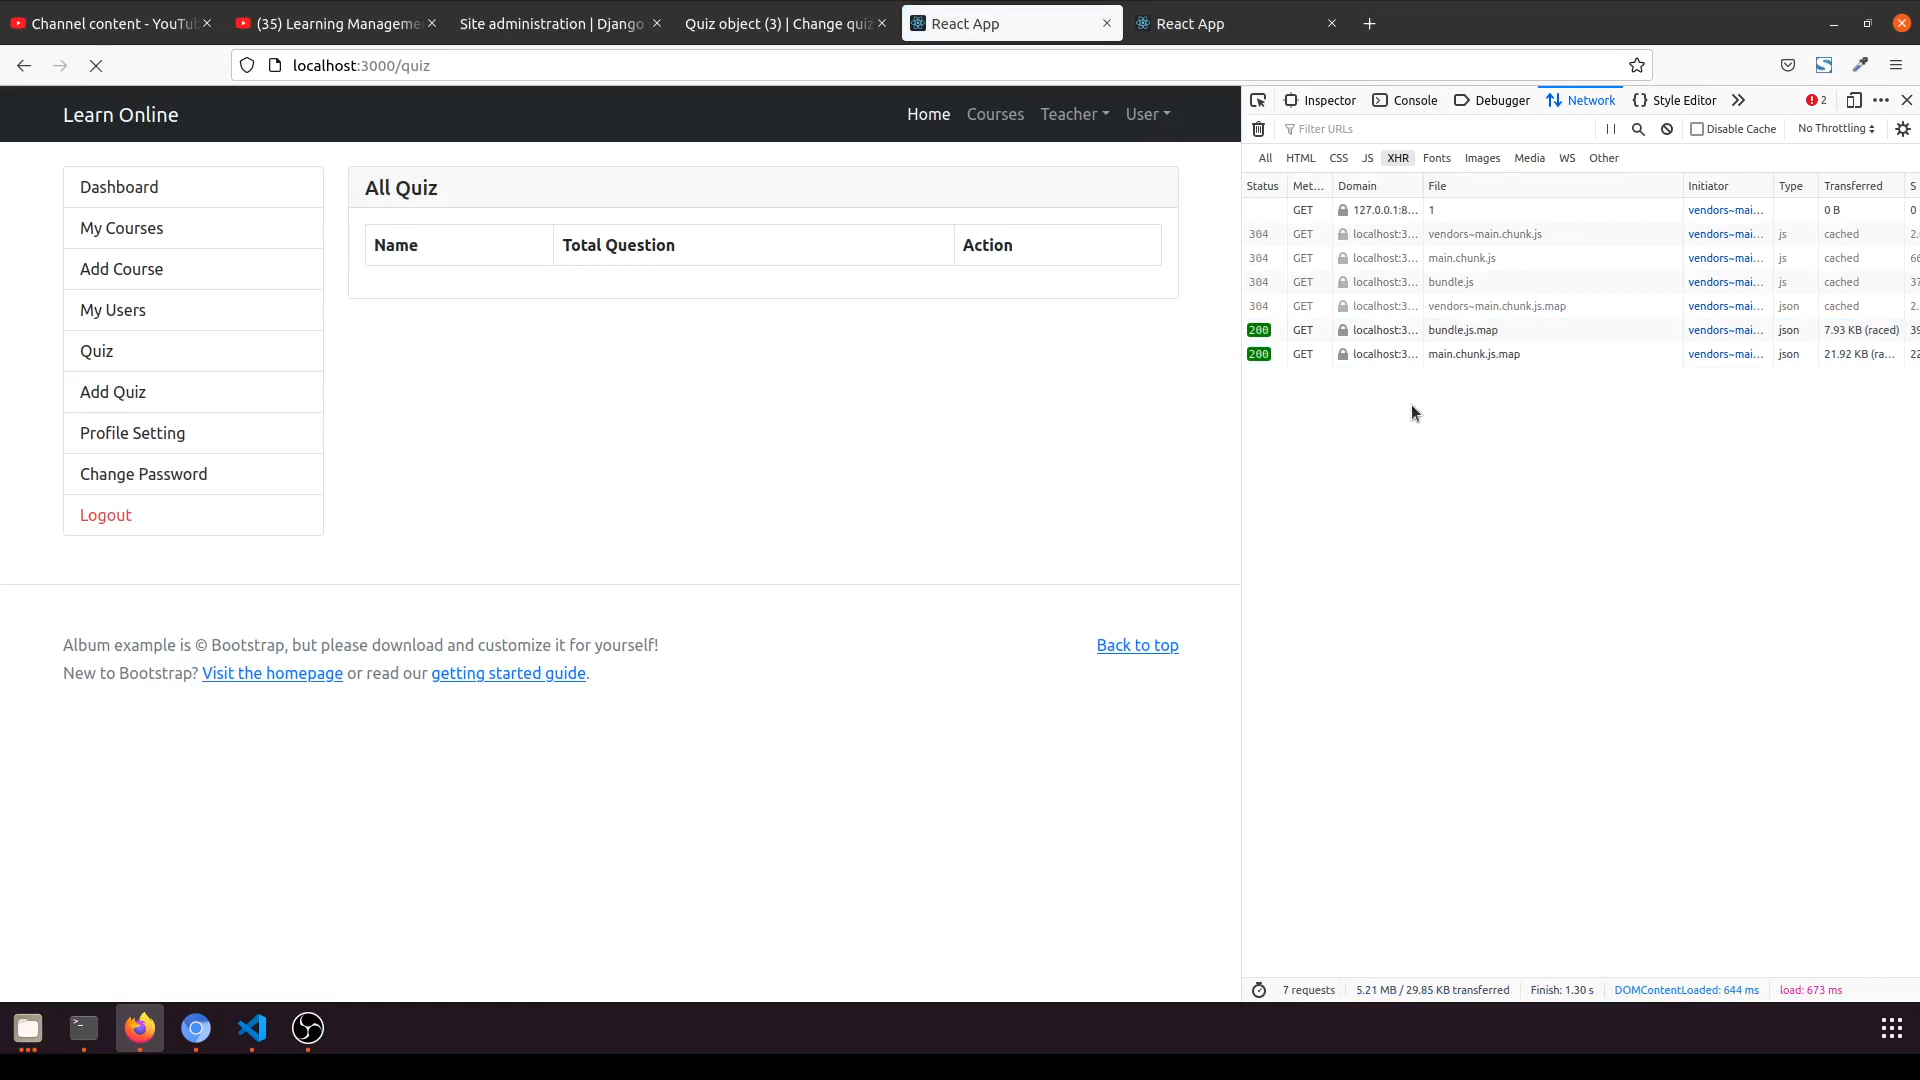 Channel content - YouTu
(35) Learning Manageme
Site administration | Django
Quiz object (3) | Change quiz
React App
React App
localhost:3000/quiz
Learn Online
Home
Courses
Teacher
User
Dashboard
My Courses
Add Course
My Users
Quiz
Add Quiz
Profile Setting
Change Password
Logout
All Quiz
Name Total Question Action
Album example is © Bootstrap, but please download and customize it for yourself!
New to Bootstrap? Visit the homepage or read our getting started guide.
Back to top
Inspector Console Debugger Network Style Editor 2
Filter URLs Disable Cache No Throttling
All HTML CSS JS XHR Fonts Images Media WS Other
Status Met... Domain File Initiator Type Transferred S
GET 127.0.0.1:8... 1 vendors~mai... 0 B 0
304 GET localhost:3... vendors~main.chunk.js vendors~mai... js cached 2.
304 GET localhost:3... main.chunk.js vendors~mai... js cached 66
304 GET localhost:3... bundle.js vendors~mai... js cached 37
304 GET localhost:3... vendors~main.chunk.js.map vendors~mai... json cached 2.
200 GET localhost:3... bundle.js.map vendors~mai... json 7.93 KB (raced) 39
200 GET localhost:3... main.chunk.js.map vendors~mai... json 21.92 KB (ra... 22
7 requests 5.21 MB / 29.85 KB transferred Finish: 1.30 s DOMContentLoaded: 644 ms load: 673 ms